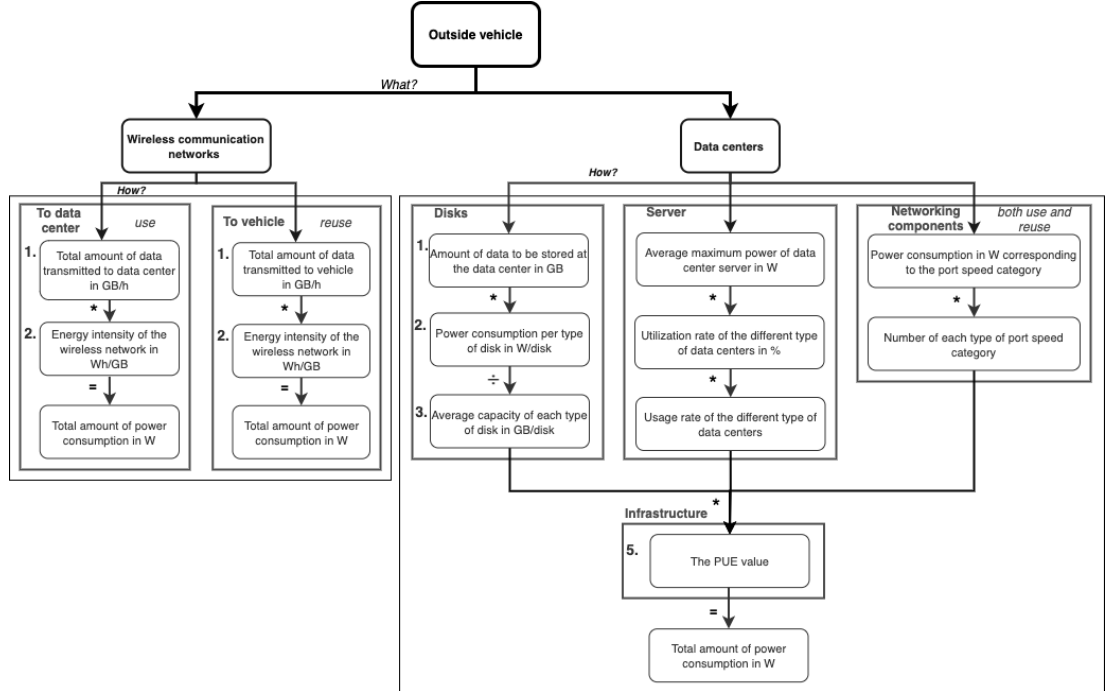 Outside vehicle
What?
Wireless communication
networks
Data centers
How?
To data
center
use
1.
Total amount of data
transmitted to data center
in GB/h
*
2.
Energy intensity of the
wireless network in
Wh/GB
=
Total amount of power
consumption in W
To vehicle
reuse
1.
Total amount of data
transmitted to vehicle
in GB/h
*
2.
Energy intensity of the
wireless network in
Wh/GB
=
Total amount of power
consumption in W
How?
Disks
1.
Amount of data to be stored at
the data center in GB
*
2.
Power consumption per type
of disk in W/disk
÷
3.
Average capacity of each type
of disk in GB/disk
Server
Average maximum power of data
center server in W
*
Utilization rate of the different type
of data centers in %
*
Usage rate of the different type of
data centers
Networking
components
both use and
reuse
Power consumption in W corresponding
to the port speed category
*
Number of each type of port speed
category
*
Infrastructure
5.
The PUE value
=
Total amount of power
consumption in W